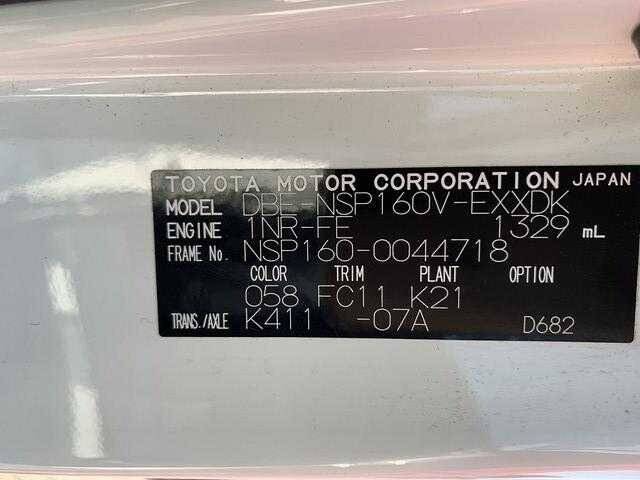 TOYOTA MOTOR CORPORATION JAPAN
MODEL DBE-NSP160V-EXXDK
ENGINE 1NR-FE 1329 mL
FRAME No. NSP160-0044718
COLOR TRIM PLANT OPTION
058 FC11 K21
TRANS./AXLE K411 -07A D682